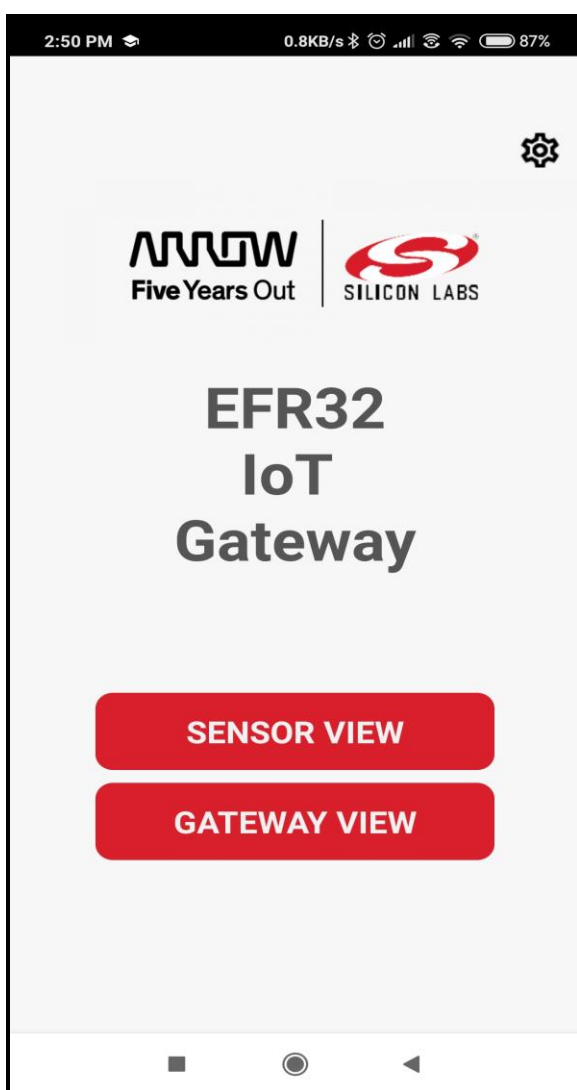 2:50 PM 0.8KB/s 87%
ARROW
Five Years Out
SILICON LABS
EFR32
IoT
Gateway
SENSOR VIEW
GATEWAY VIEW